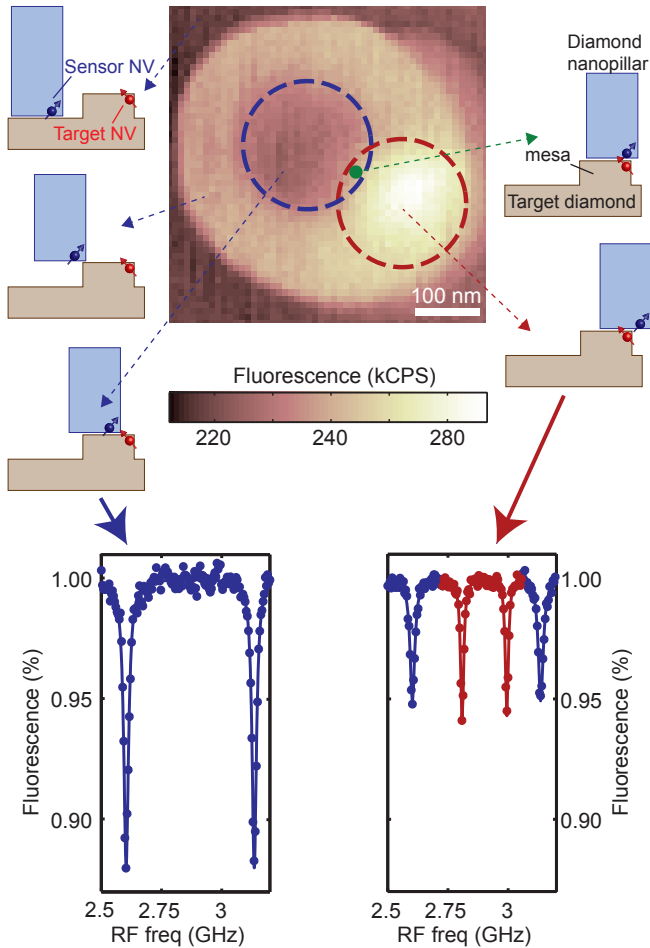 Sensor NV
Target NV
Diamond
nanopillar
mesa
Target diamond
100 nm
Fluorescence (kCPS)
220
260
280
1.00
0.95
0.90
Fluorescence (%)
2.5
2.75
3
RF freq (GHz)
1.00
0.95
0.90
Fluorescence (%)
2.5
2.75
3
RF freq (GHz)